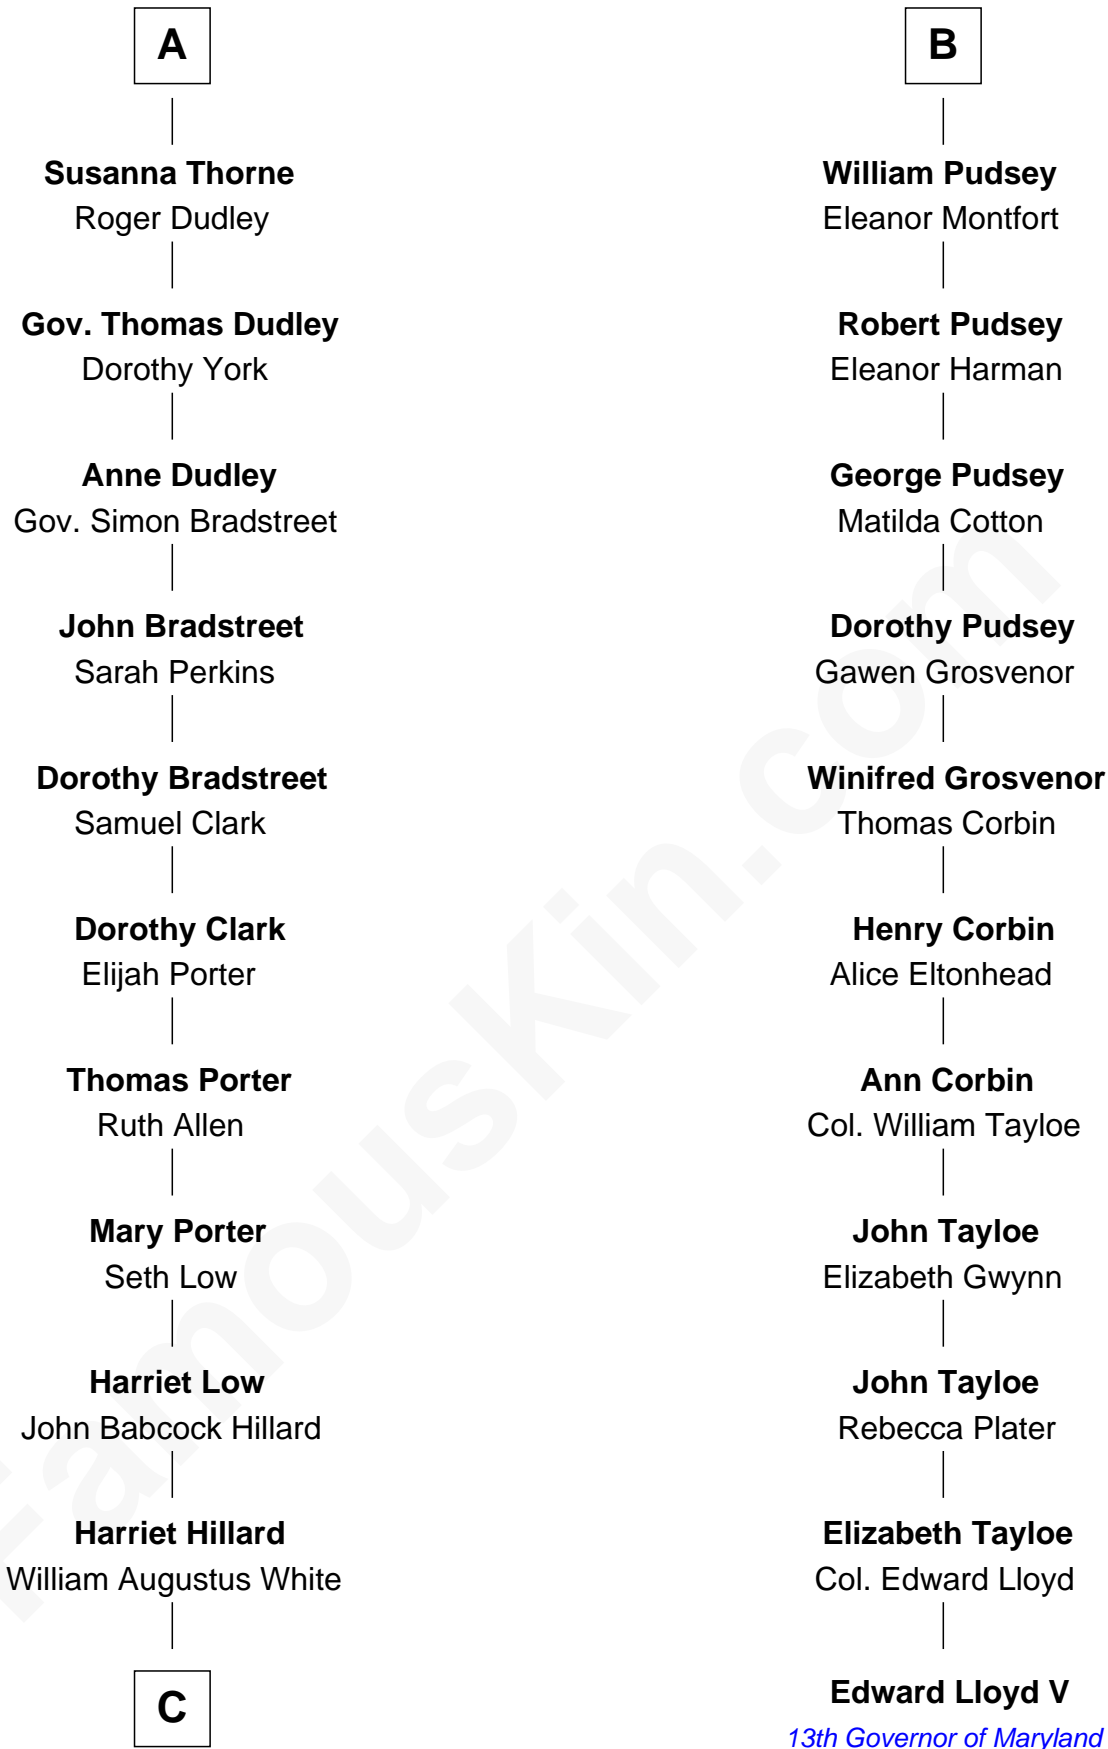 A
Susanna Thorne
Roger Dudley
Gov. Thomas Dudley
Dorothy York
Anne Dudley
Gov. Simon Bradstreet
John Bradstreet
Sarah Perkins
Dorothy Bradstreet
Samuel Clark
Dorothy Clark
Elijah Porter
Thomas Porter
Ruth Allen
Mary Porter
Seth Low
Harriet Low
John Babcock Hillard
Harriet Hillard
William Augustus White
C
B
William Pudsey
Eleanor Montfort
Robert Pudsey
Eleanor Harman
George Pudsey
Matilda Cotton
Dorothy Pudsey
Gawen Grosvenor
Winifred Grosvenor
Thomas Corbin
Henry Corbin
Alice Eltonhead
Ann Corbin
Col. William Tayloe
John Tayloe
Elizabeth Gwynn
John Tayloe
Rebecca Plater
Elizabeth Tayloe
Col. Edward Lloyd
Edward Lloyd V
13th Governor of Maryland
FamousKin.com